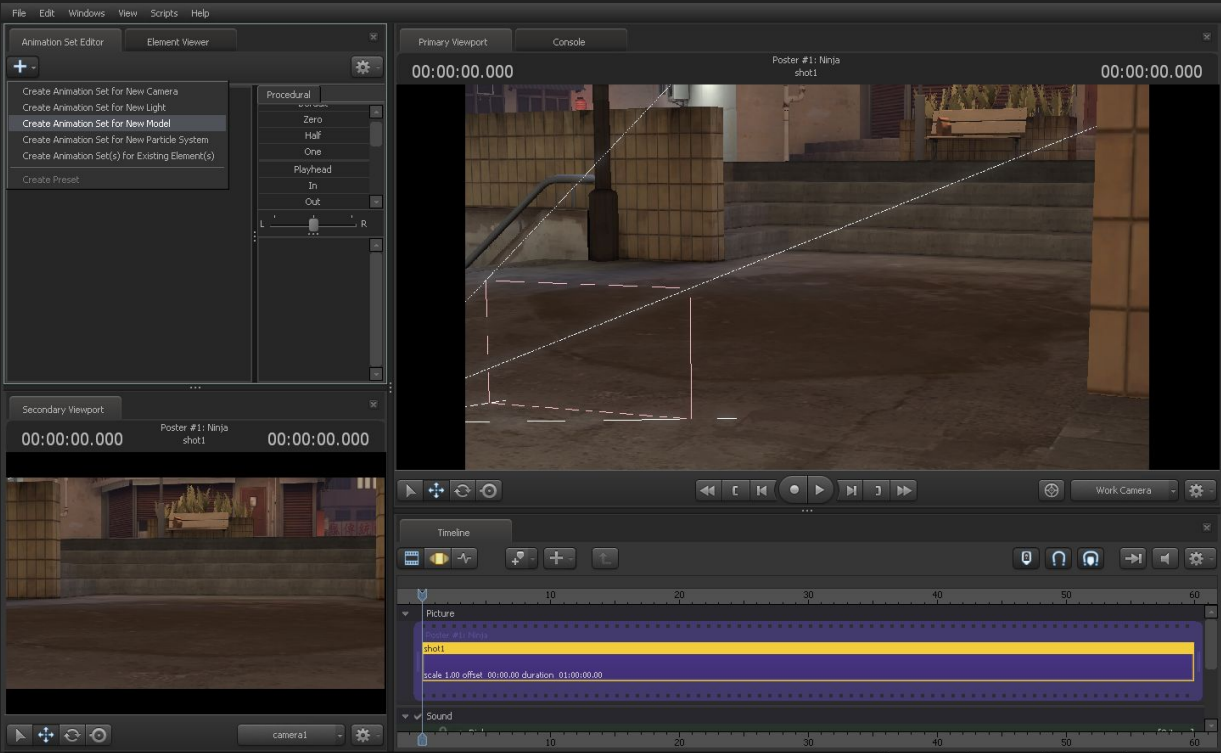 File Edit Windows View Scripts Help
Animation Set Editor Element Viewer
Create Animation Set for New Camera
Create Animation Set for New Light
Create Animation Set for New Model
Create Animation Set for New Particle System
Create Animation Set(s) for Existing Element(s)
Create Preset
Procedural
Zero
Half
One
Playhead
In
Out
L R
Primary Viewport Console
00:00:00.000 Poster #1: Ninja 00:00:00.000
shot1
Work Camera
Secondary Viewport
00:00:00.000 Poster #1: Ninja 00:00:00.000
shot1
camera1
Timeline
10 20 30 40 50 60
Picture
Poster #1: Ninja
shot1
scale 1.00 offset 00:00.00 duration 01:00:00.00
Sound
10 20 30 40 50 60